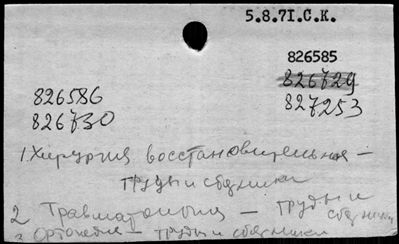 5.8.71.С.К.
826585
826729
826586
827253
826730
1. Хирургия восстановительная –
труды и сборники
2 Травматология – труды и
сборники
3 Ортопедия – труды и сборники